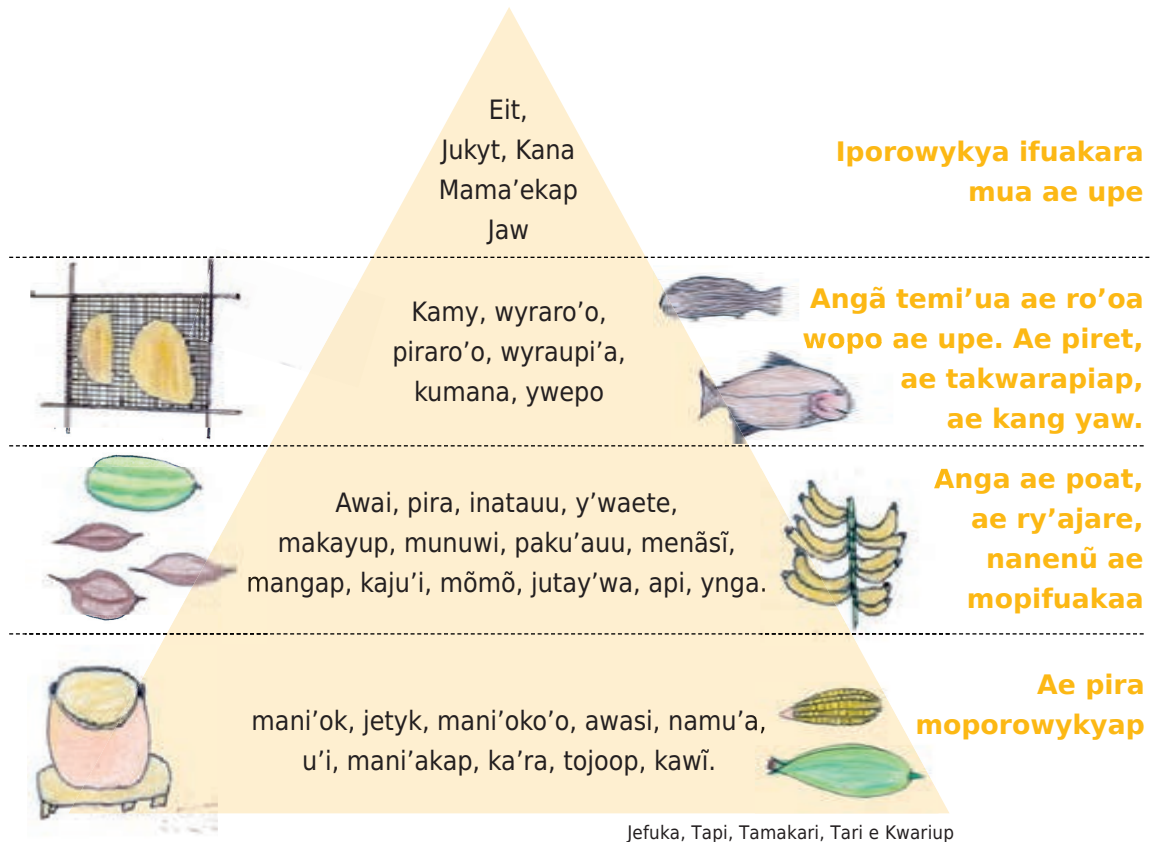 Eit,
Jukyt, Kana
Mama’ekap
Jaw
Iporowykya ifuakara
mua ae upe
Kamy, wyraro’o,
piraro’o, wyraupi’a,
kumana, ywepo
Angã temi’ua ae ro’oa
wopo ae upe. Ae piret,
ae takwarapiap,
ae kang yaw.
Awai, pira, inatauu, y’waete,
makayup, munuwi, paku’auu, menãsĩ,
mangap, kaju’i, mõmõ, jutay’wa, api, ynga.
Anga ae poat,
ae ry’ajare,
nanenũ ae
mopifuakaa
mani’ok, jetyk, mani’oko’o, awasi, namu’a,
u’i, mani’akap, ka’ra, tojoop, kawĩ.
Ae pira
moporowykyap
Jefuka, Tapi, Tamakari, Tari e Kwariup